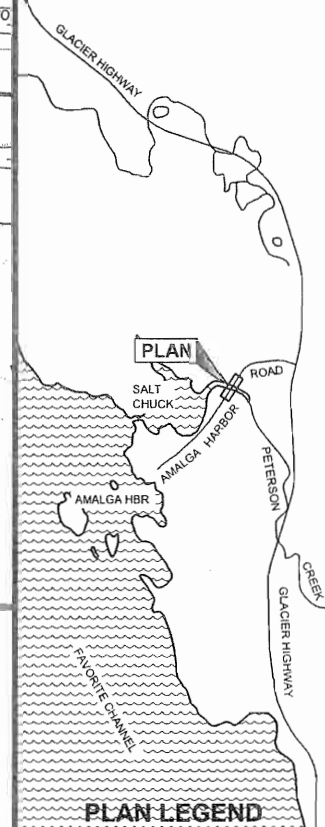 GLACIER HIGHWAY
PLAN
ROAD
SALT
CHUCK
AMALGA HARBOR
PETERSON
AMALGA HBR
CREEK
GLACIER HIGHWAY
FAVORITE CHANNEL
PLAN LEGEND